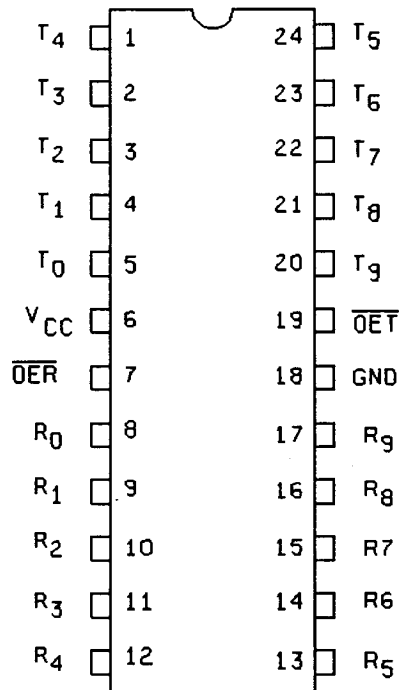 T4 1 24 T5
T3 2 23 T6
T2 3 22 T7
T1 4 21 T8
T0 5 20 T9
VCC 6 19 OET
OER 7 18 GND
R0 8 17 R9
R1 9 16 R8
R2 10 15 R7
R3 11 14 R6
R4 12 13 R5